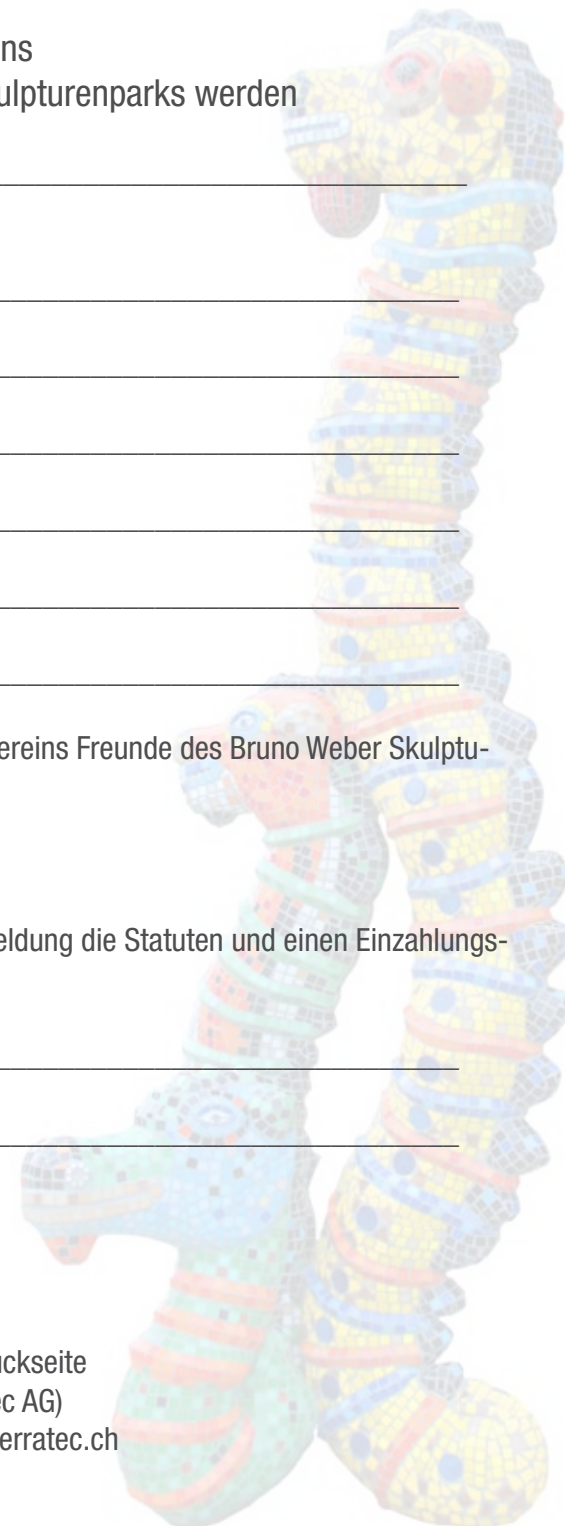 ns
ulpturenparks werden
ereins Freunde des Bruno Weber Skulptu-
eldung die Statuten und einen Einzahlungs-
ckseite
ec AG)
erratec.ch